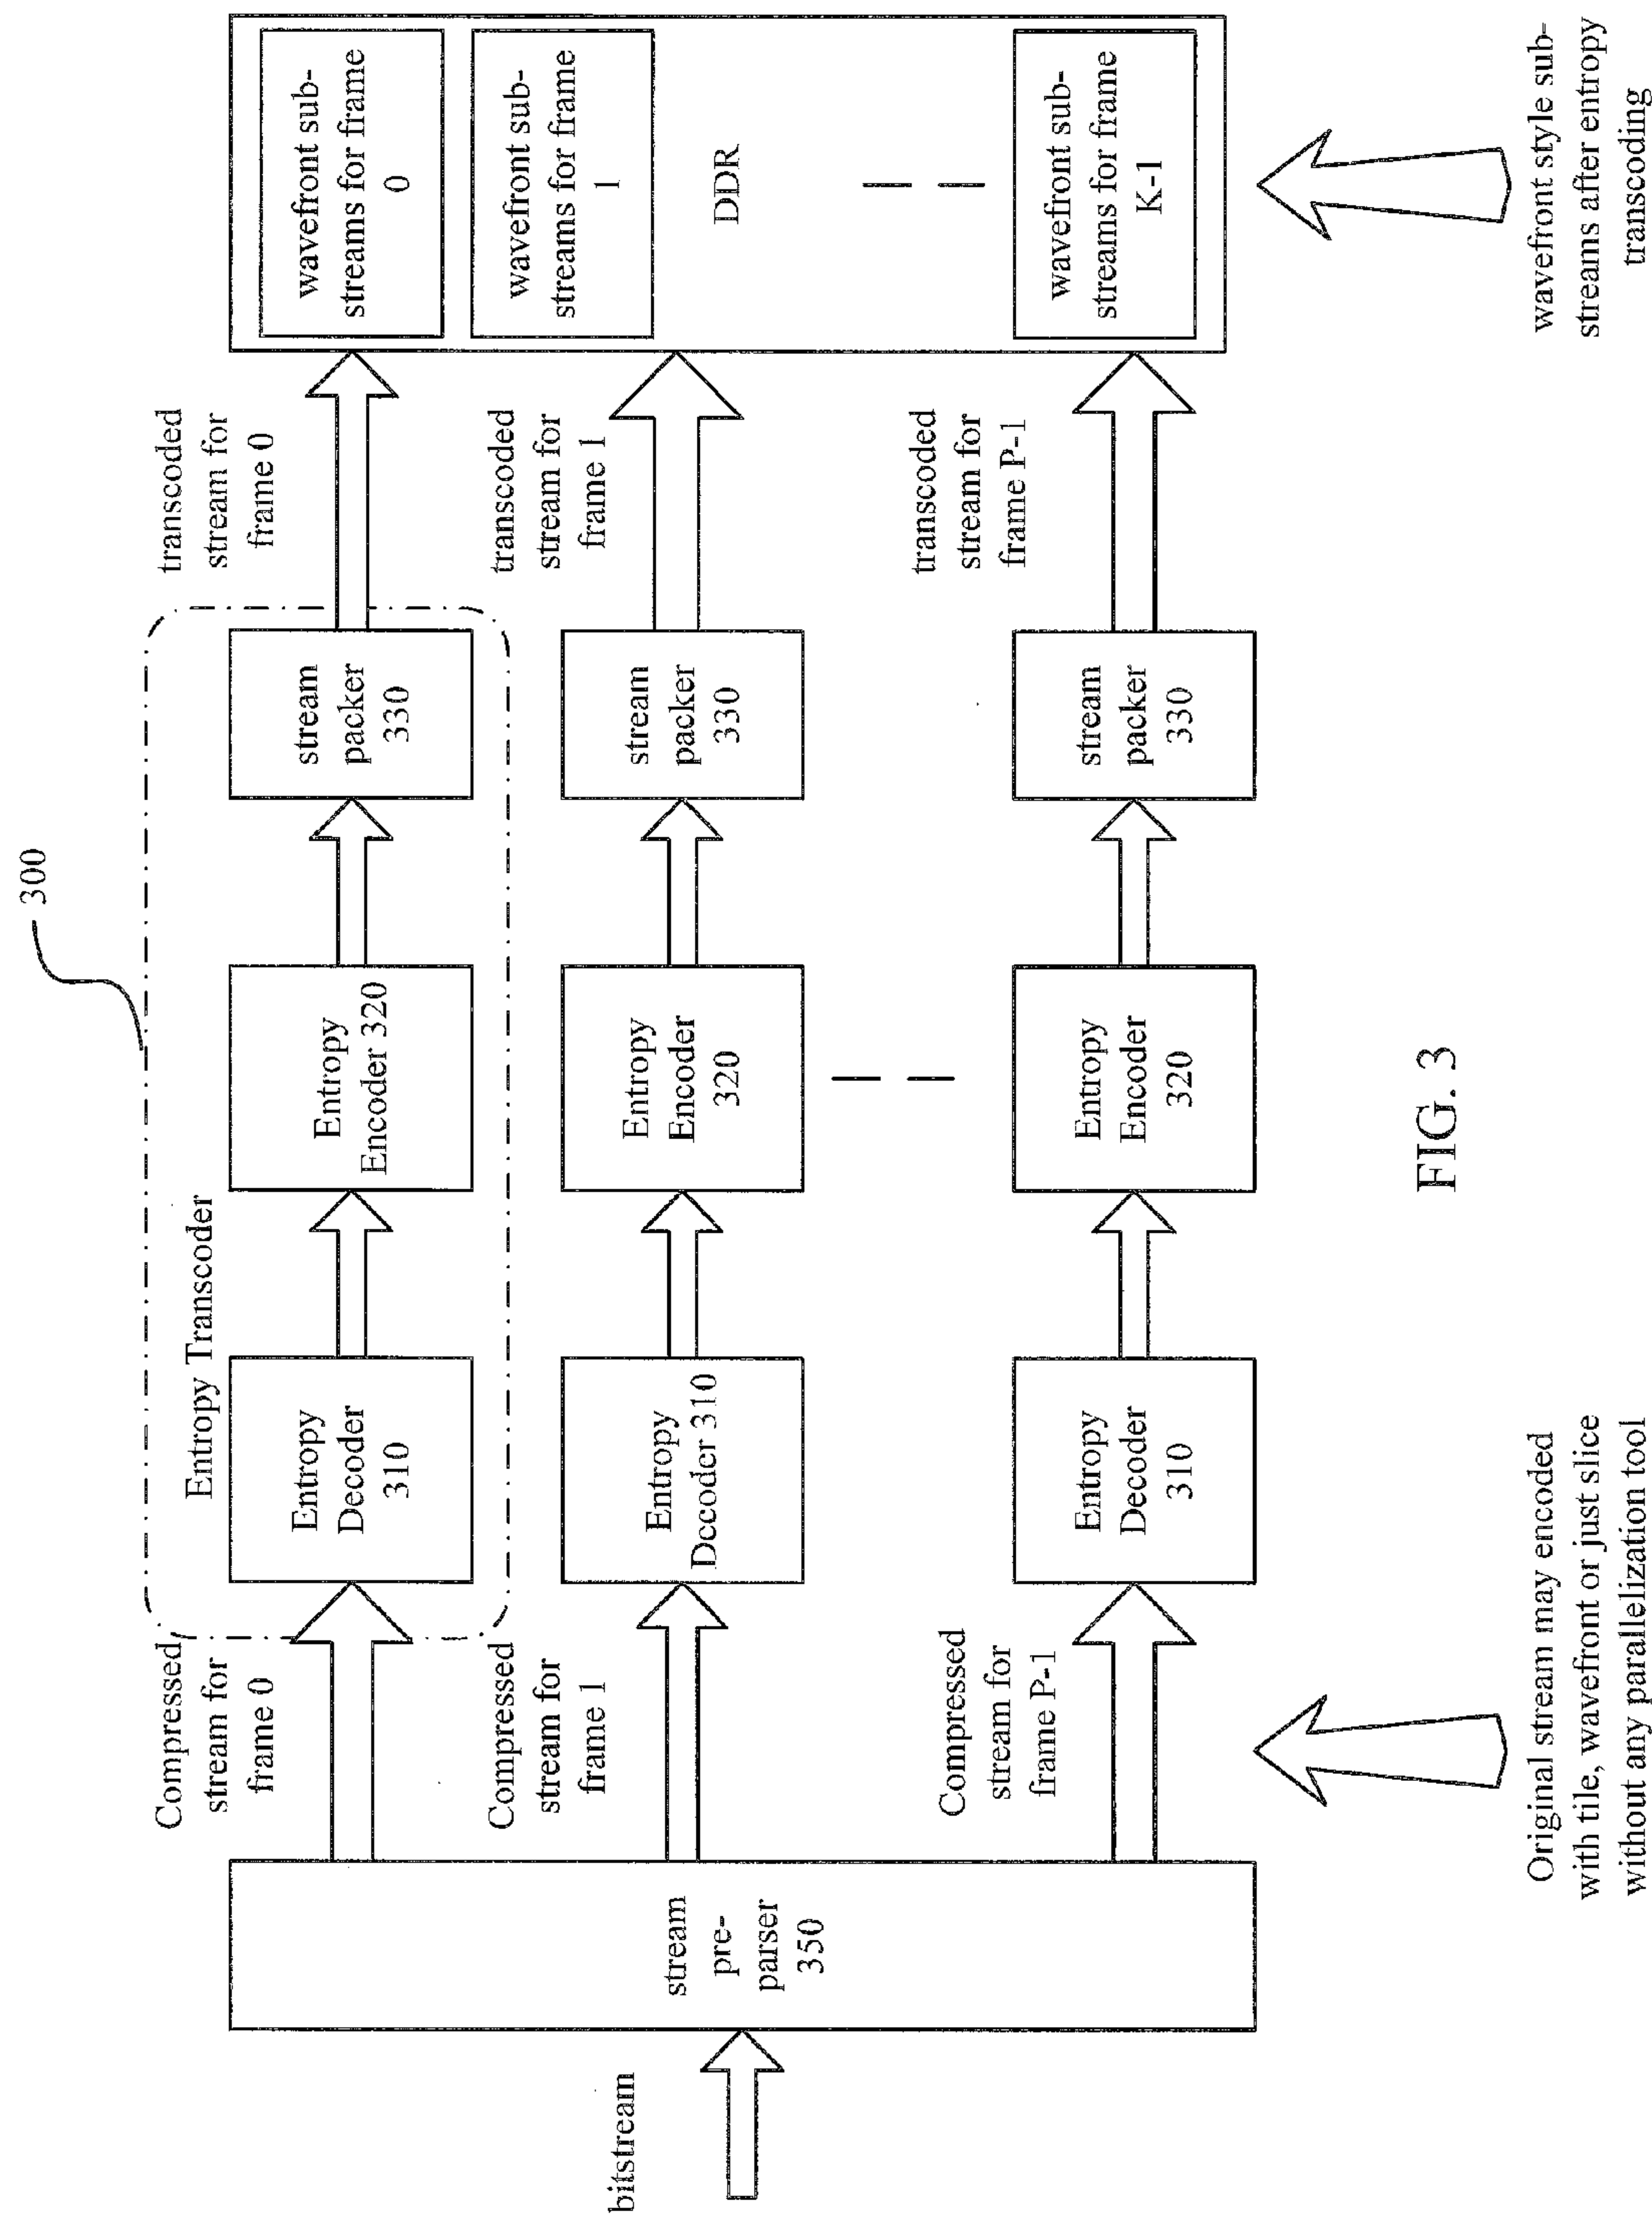 300
Entropy Transcoder
bitstream
stream
pre-
parser
350
Compressed
stream for
frame 0
Entropy
Decoder
310
Entropy
Encoder 320
stream
packer
330
transcoded
stream for
frame 0
wavefront sub-
streams for frame
0
Compressed
stream for
frame 1
Entropy
Decoder 310
Entropy
Encoder
320
stream
packer
330
transcoded
stream for
frame 1
wavefront sub-
streams for frame
1
DDR
Compressed
stream for
frame P-1
Entropy
Decoder
310
Entropy
Encoder
320
stream
packer
330
transcoded
stream for
frame P-1
wavefront sub-
streams for frame
K-1
Original stream may encoded
with tile, wavefront or just slice
without any parallelization tool
wavefront style sub-
streams after entropy
transcoding
FIG. 3